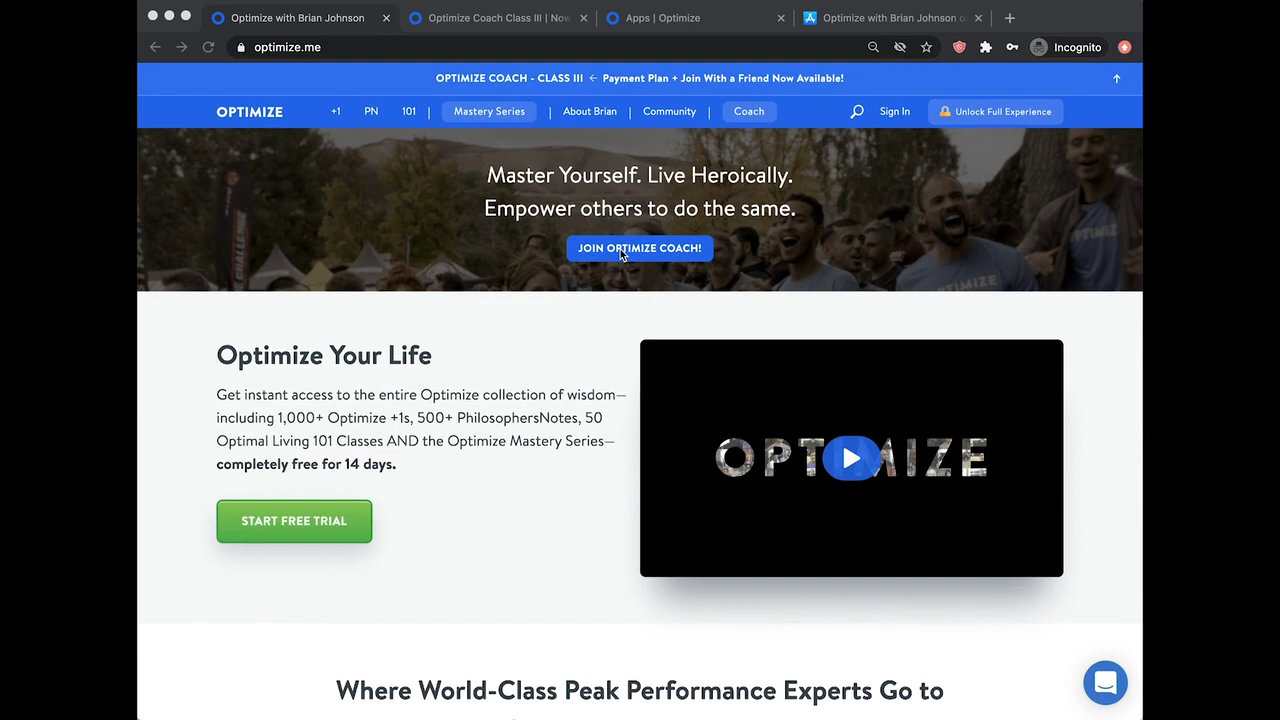 Optimize with Brian Johnson
Optimize Coach Class III | Now
Apps | Optimize
Optimize with Brian Johnson o
optimize.me
Incognito
OPTIMIZE COACH - CLASS III ← Payment Plan + Join With a Friend Now Available!
OPTIMIZE +1 PN 101 | Mastery Series | About Brian | Community | Coach Sign In Unlock Full Experience
Master Yourself. Live Heroically.
Empower others to do the same.
JOIN OPTIMIZE COACH!
Optimize Your Life
Get instant access to the entire Optimize collection of wisdom—
including 1,000+ Optimize +1s, 500+ PhilosophersNotes, 50
Optimal Living 101 Classes AND the Optimize Mastery Series—
completely free for 14 days.
START FREE TRIAL
OPTIMIZE
Where World-Class Peak Performance Experts Go to